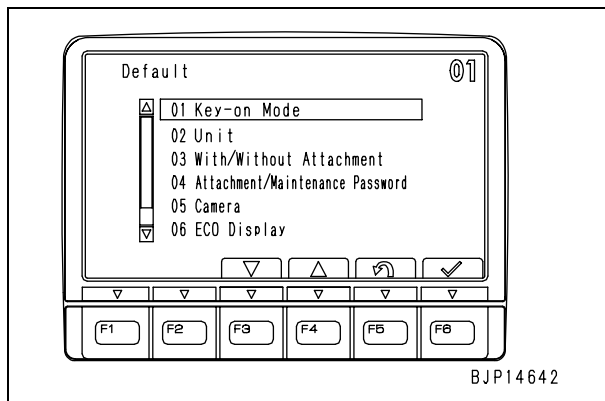 Default 01
01 Key-on Mode
02 Unit
03 With/Without Attachment
04 Attachment/Maintenance Password
05 Camera
06 ECO Display
F1 F2 F3 F4 F5 F6
BJP14642